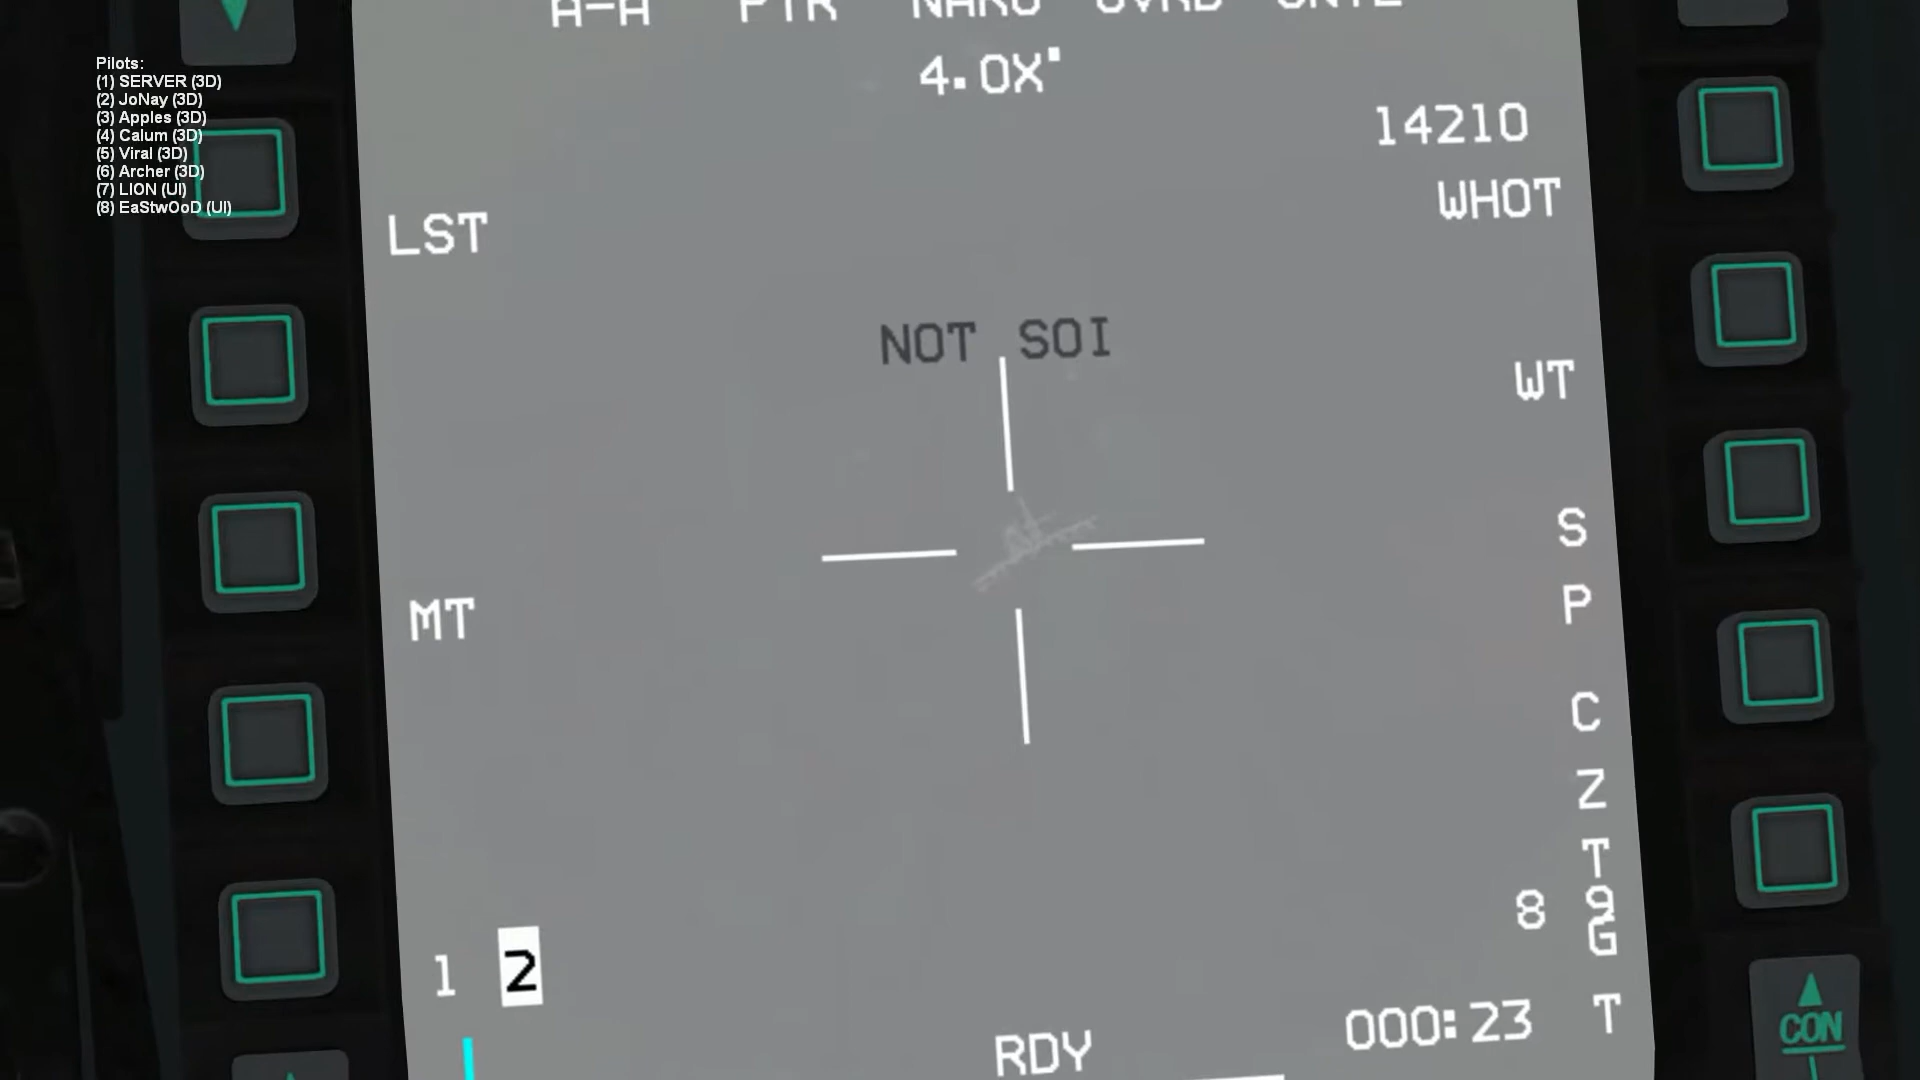 Pilots:
(1) SERVER (3D)
(2) JoNay (3D)
(3) Apples (3D)
(4) Calum (3D)
(5) Viral (3D)
(6) Archer (3D)
(7) LION (UI)
(8) EaStwOoD (UI)
A-A
4.0X
14210
WHOT
LST
NOT SOI
WT
S
P
MT
C
Z
T
8
G
1 2
T
000:23
RDY
CON